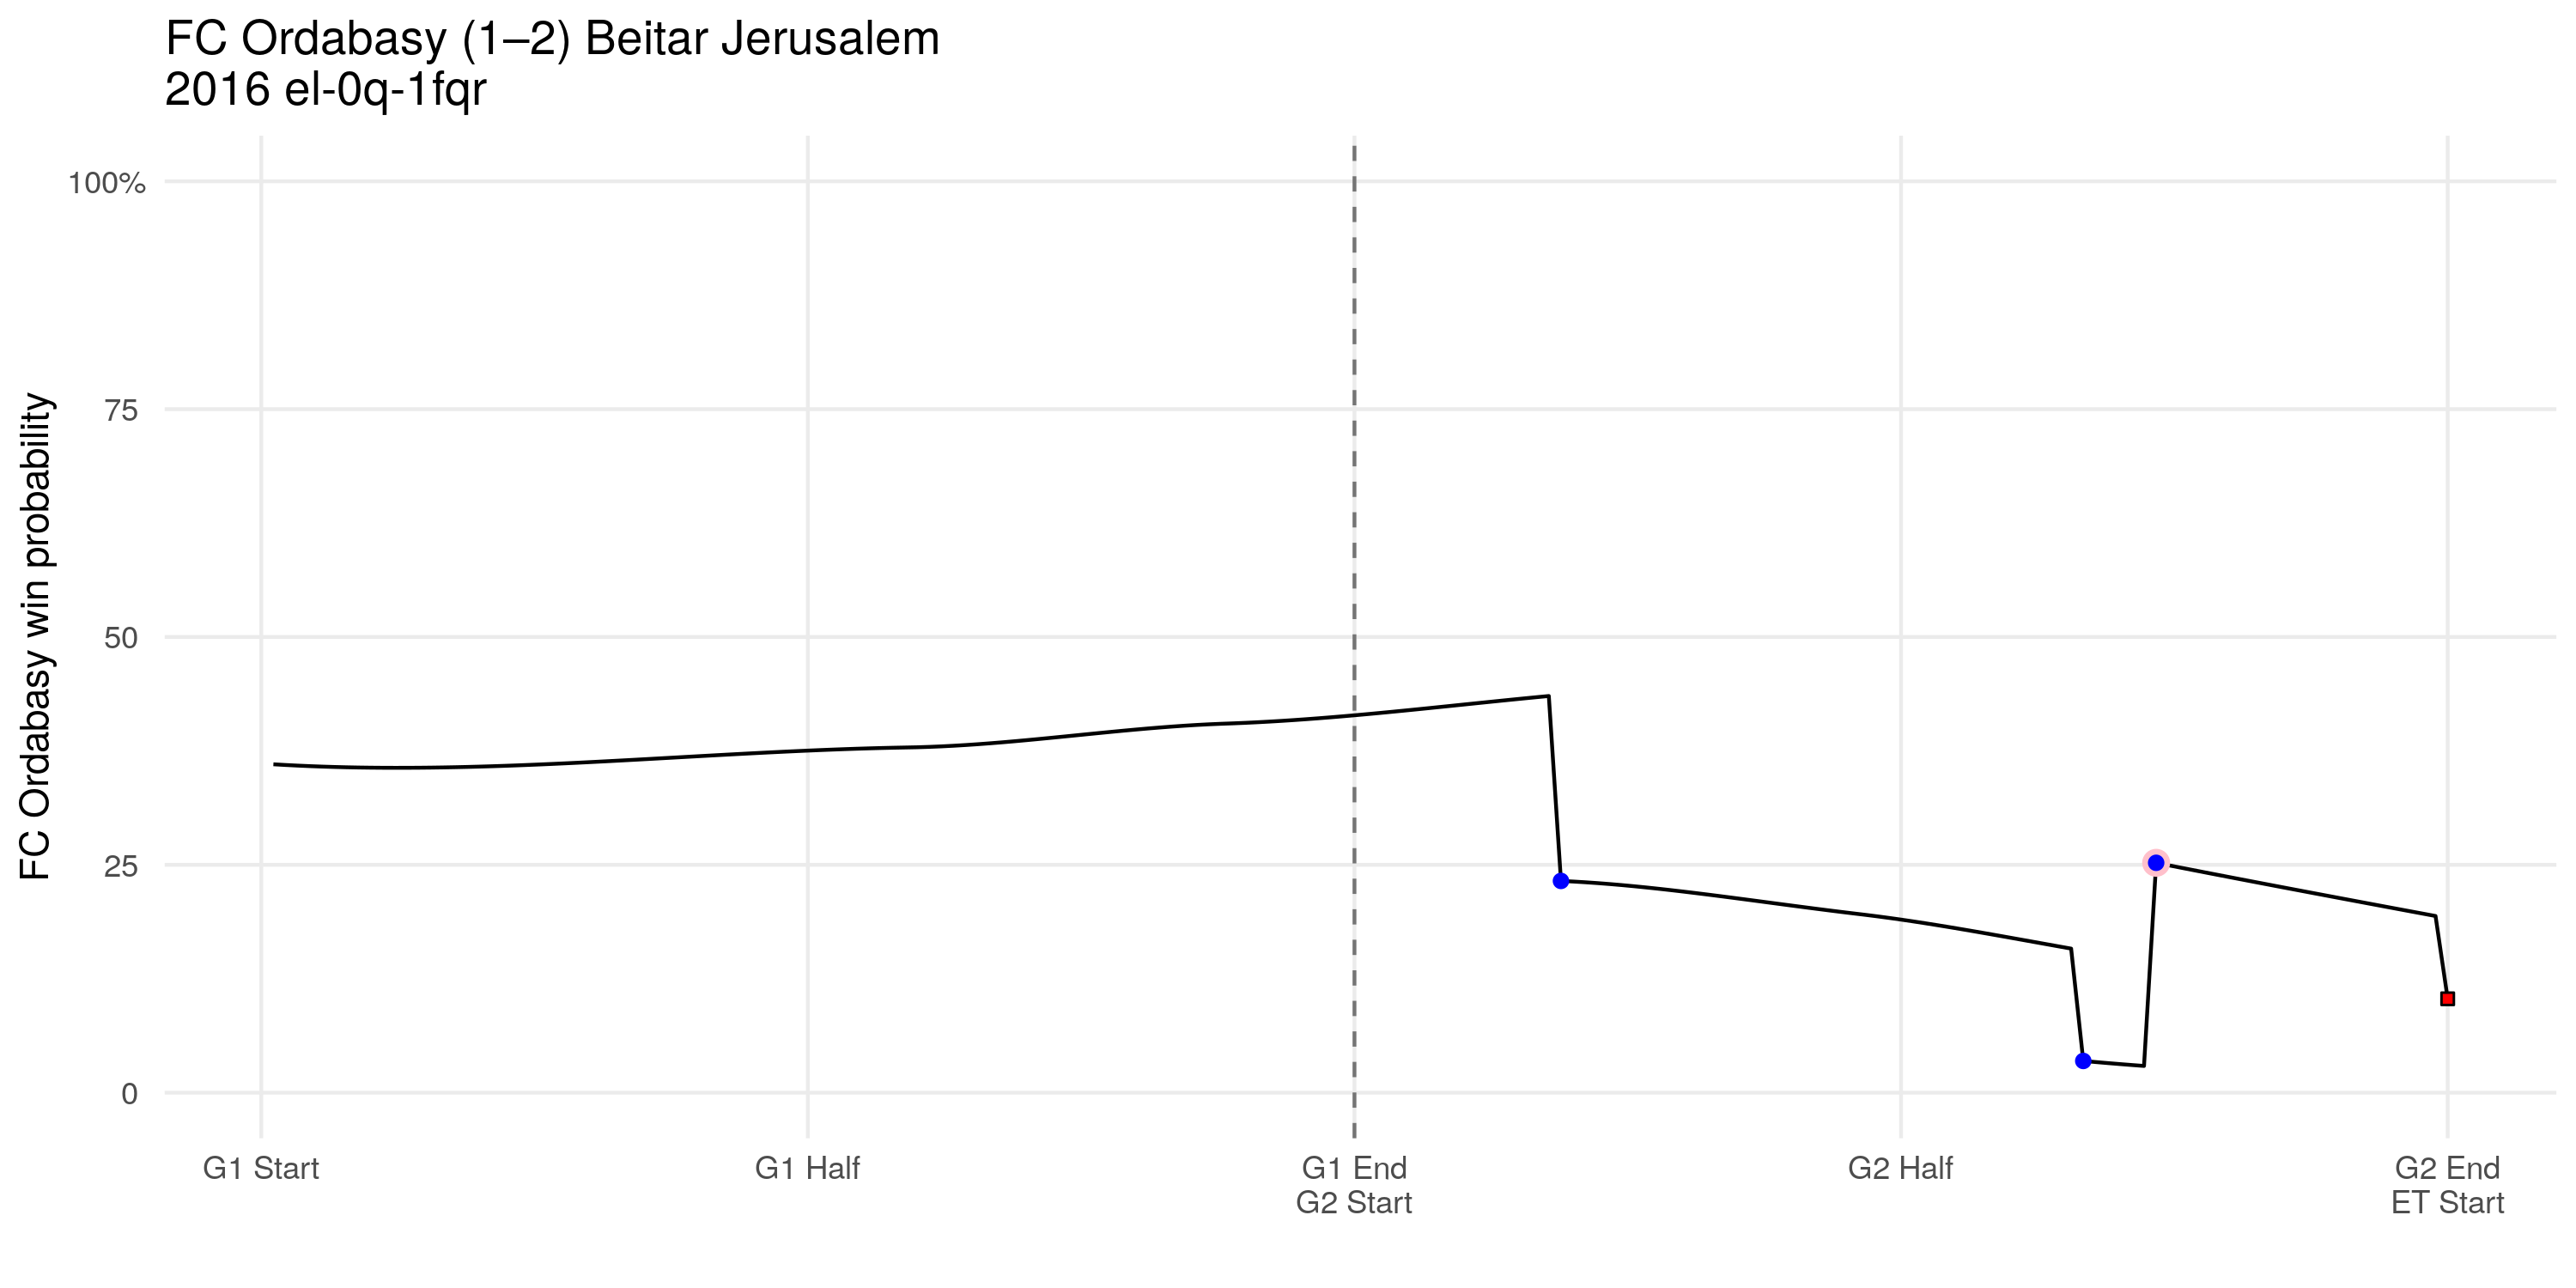 FC Ordabasy (1–2) Beitar Jerusalem
2016 el-0q-1fqr
FC Ordabasy win probability
100%
75
50
25
0
G1 Start
G1 Half
G1 End
G2 Start
G2 Half
G2 End
ET Start